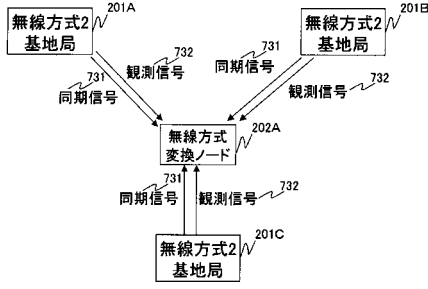 201A
無線方式2
基地局
201B
無線方式2
基地局
732
観測信号
731
同期信号
731
同期信号
732
観測信号
無線方式
変換ノード
202A
731
同期信号
観測信号
732
無線方式2
基地局
201C